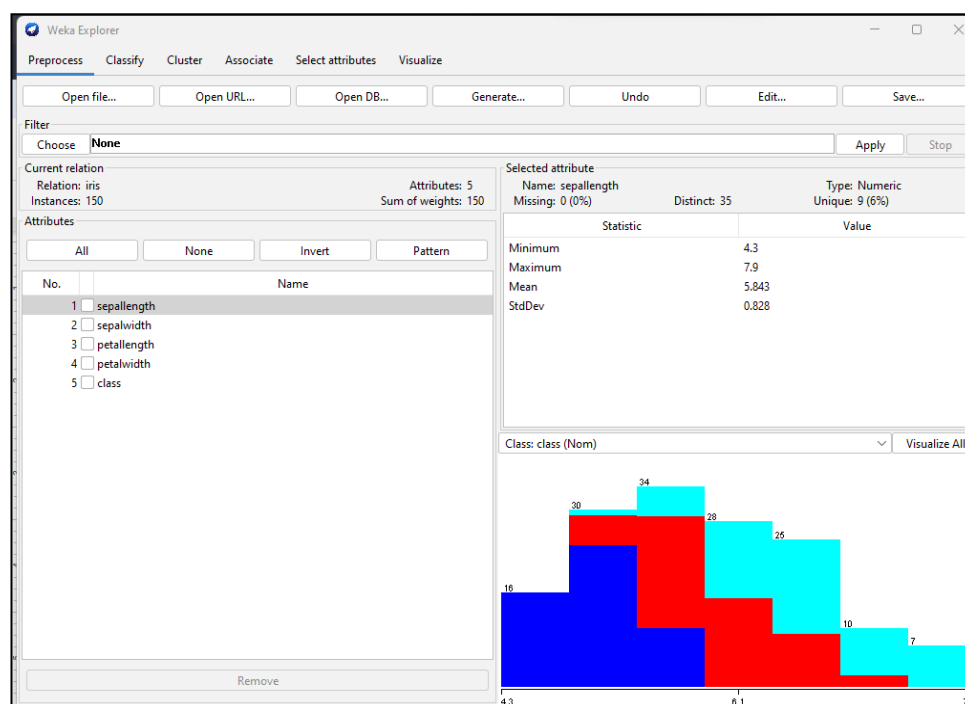 Weka Explorer
Preprocess Classify Cluster Associate Select attributes Visualize
Open file... Open URL... Open DB... Generate... Undo Edit... Save...
Filter
Choose None Apply Stop
Current relation
Relation: iris Attributes: 5
Instances: 150 Sum of weights: 150
Attributes
All None Invert Pattern
No. Name
1 sepallength
2 sepalwidth
3 petallength
4 petalwidth
5 class
Remove
Selected attribute
Name: sepallength Type: Numeric
Missing: 0 (0%) Distinct: 35 Unique: 9 (6%)
Statistic Value
Minimum 4.3
Maximum 7.9
Mean 5.843
StdDev 0.828
Class: class (Nom) Visualize All
34
30
28
25
16
10
7
4.3 6.1